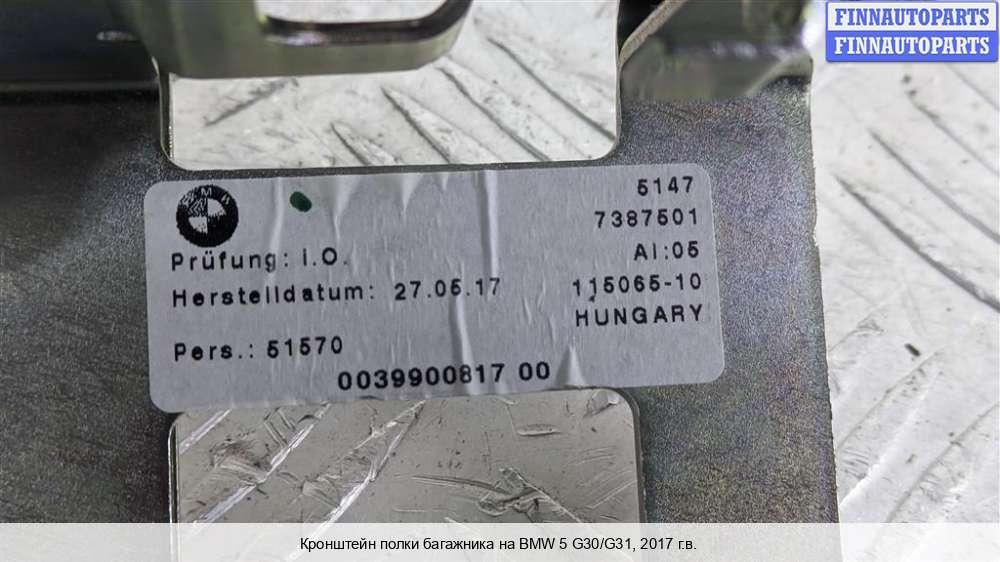 FINNAUTOPARTS
FINNAUTOPARTS
BMW
5147
7387501
Prüfung: i.O.
AI:05
Herstelldatum: 27.05.17
115065-10
HUNGARY
Pers.: 51570
0039900817 00
Кронштейн полки багажника на BMW 5 G30/G31, 2017 г.в.